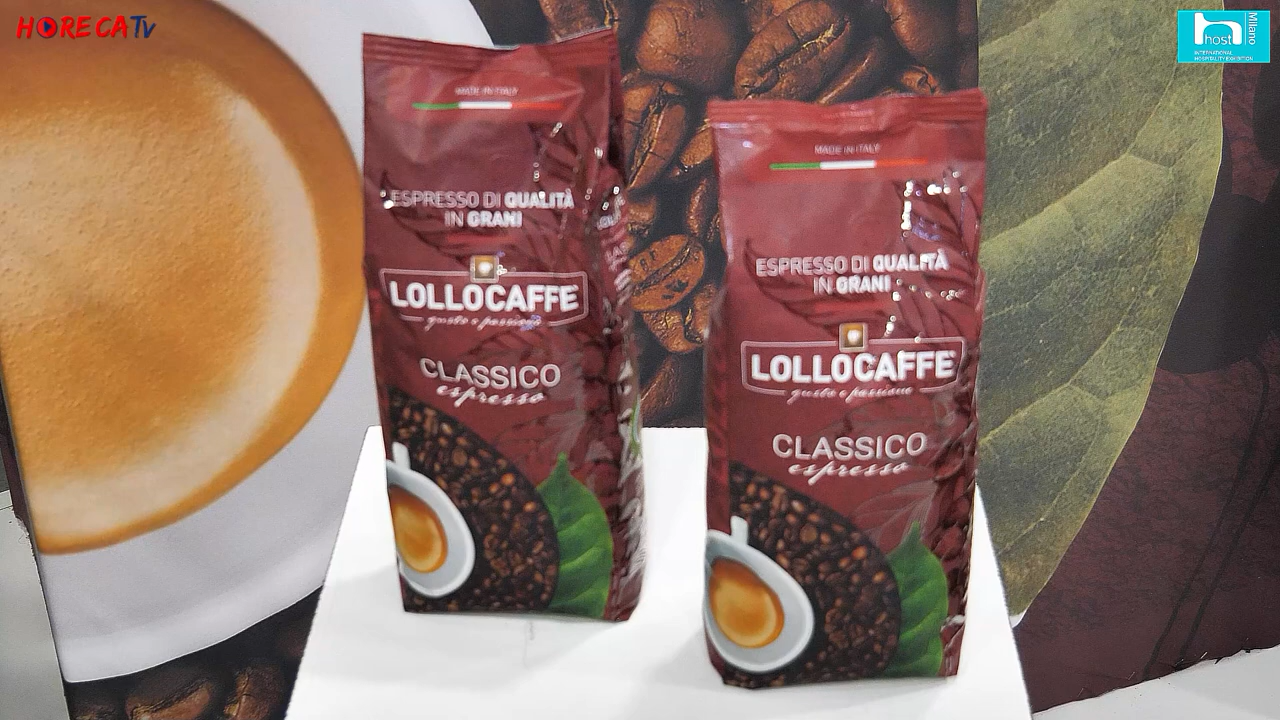 HORECATV
host
Milano
INTERNATIONAL
HOSPITALITY EXHIBITION
MADE IN ITALY
ESPRESSO DI QUALITÀ
IN GRANI
LOLLOCAFFE
gusto e passione
CLASSICO
espresso
MADE IN ITALY
ESPRESSO DI QUALITÀ
IN GRANI
LOLLOCAFFE
gusto e passione
CLASSICO
espresso